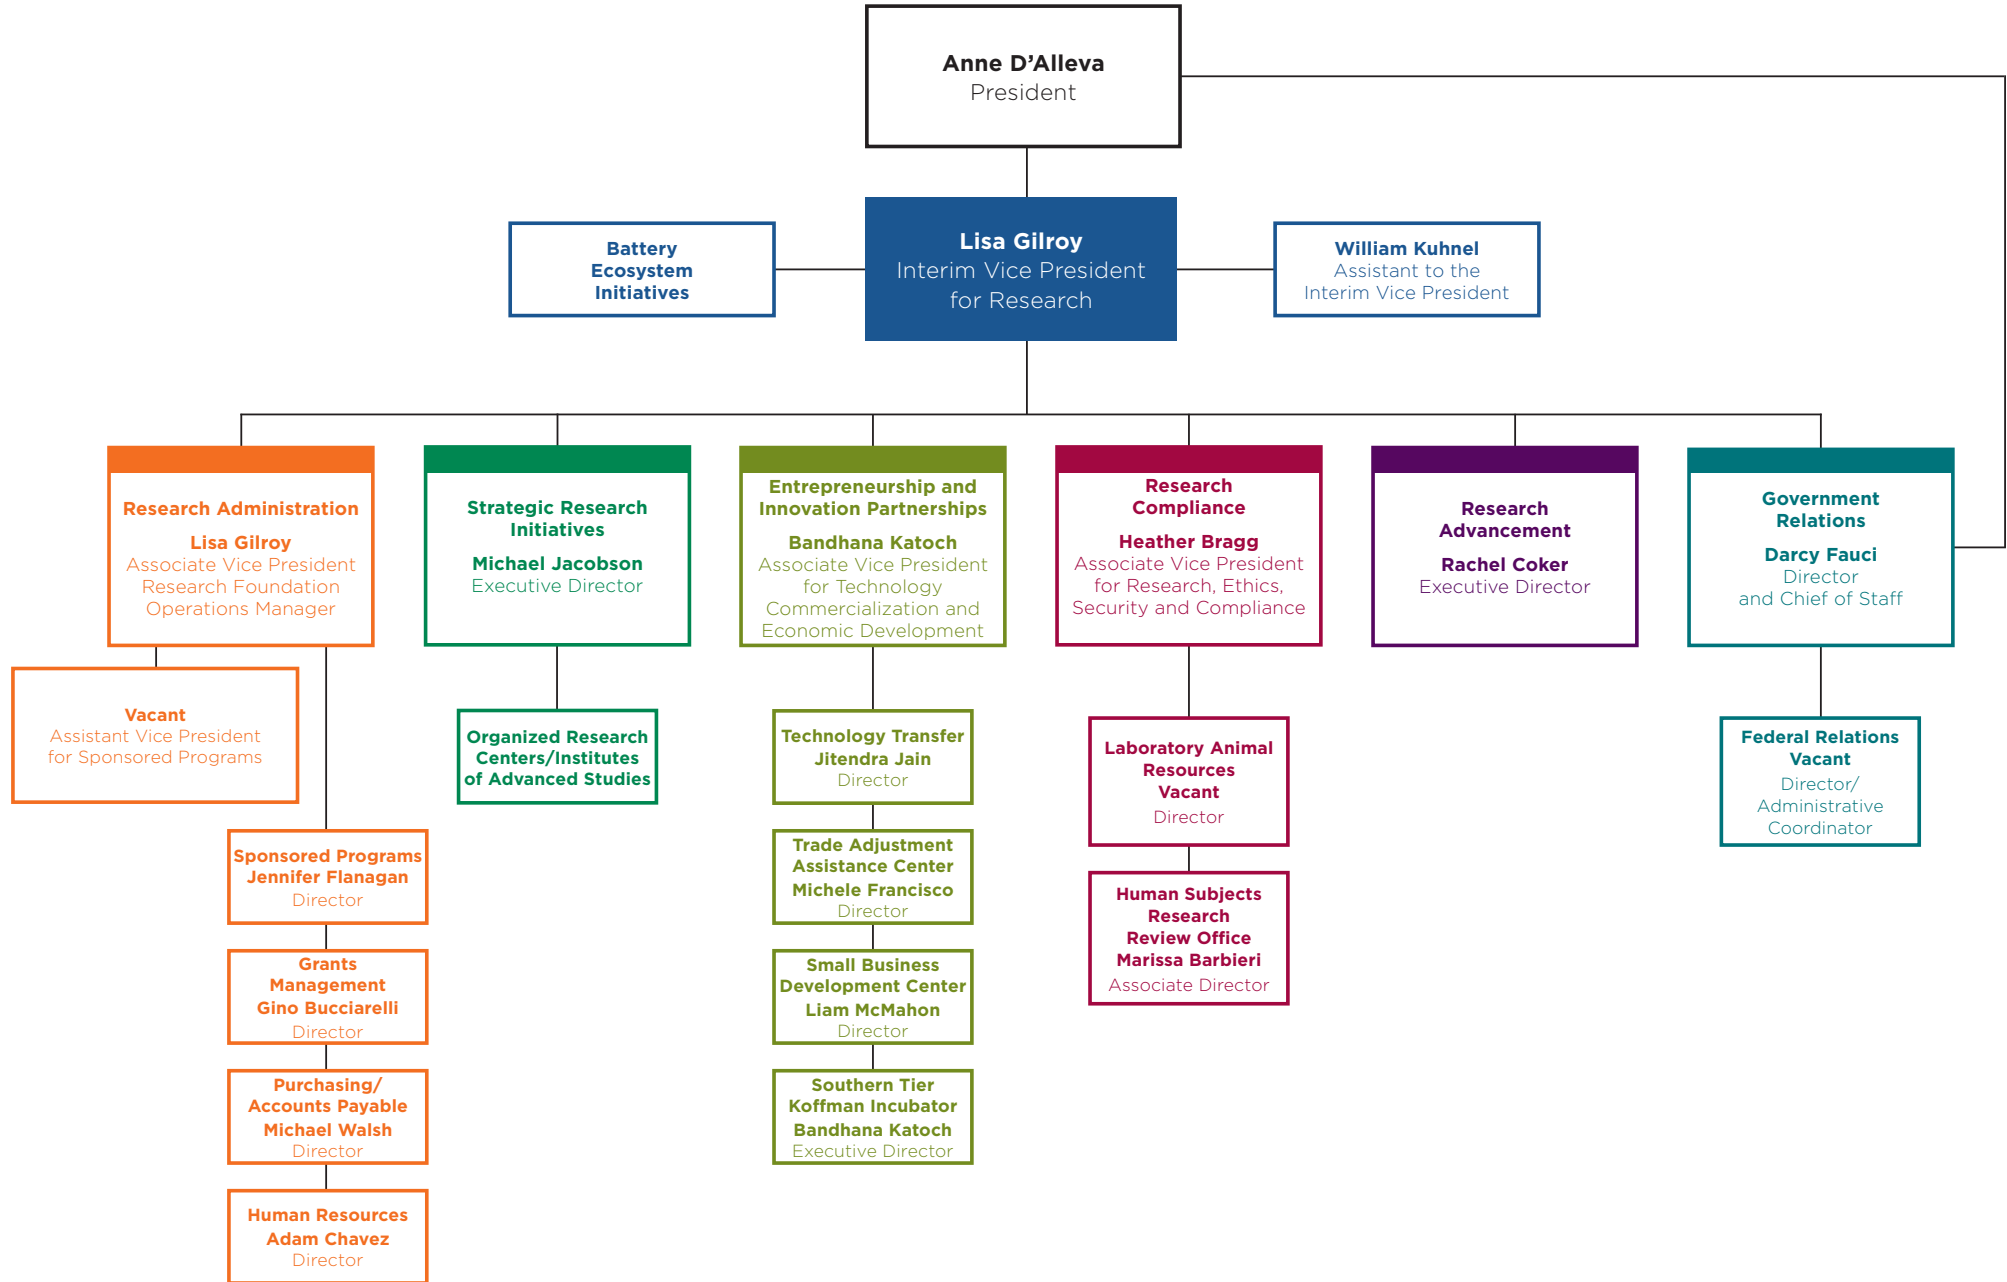 Anne D’Alleva
President
Lisa Gilroy
Interim Vice President
for Research
Battery
Ecosystem
Initiatives
William Kuhnel
Assistant to the
Interim Vice President
Research Administration
Lisa Gilroy
Associate Vice President
Research Foundation
Operations Manager
Vacant
Assistant Vice President
for Sponsored Programs
Sponsored Programs
Jennifer Flanagan
Director
Grants
Management
Gino Bucciarelli
Director
Purchasing/
Accounts Payable
Michael Walsh
Director
Human Resources
Adam Chavez
Director
Strategic Research
Initiatives
Michael Jacobson
Executive Director
Organized Research
Centers/Institutes
of Advanced Studies
Entrepreneurship and
Innovation Partnerships
Bandhana Katoch
Associate Vice President
for Technology
Commercialization and
Economic Development
Technology Transfer
Jitendra Jain
Director
Trade Adjustment
Assistance Center
Michele Francisco
Director
Small Business
Development Center
Liam McMahon
Director
Southern Tier
Koffman Incubator
Bandhana Katoch
Executive Director
Research
Compliance
Heather Bragg
Associate Vice President
for Research, Ethics,
Security and Compliance
Laboratory Animal
Resources
Vacant
Director
Human Subjects
Research
Review Office
Marissa Barbieri
Associate Director
Research
Advancement
Rachel Coker
Executive Director
Government
Relations
Darcy Fauci
Director
and Chief of Staff
Federal Relations
Vacant
Director/
Administrative
Coordinator